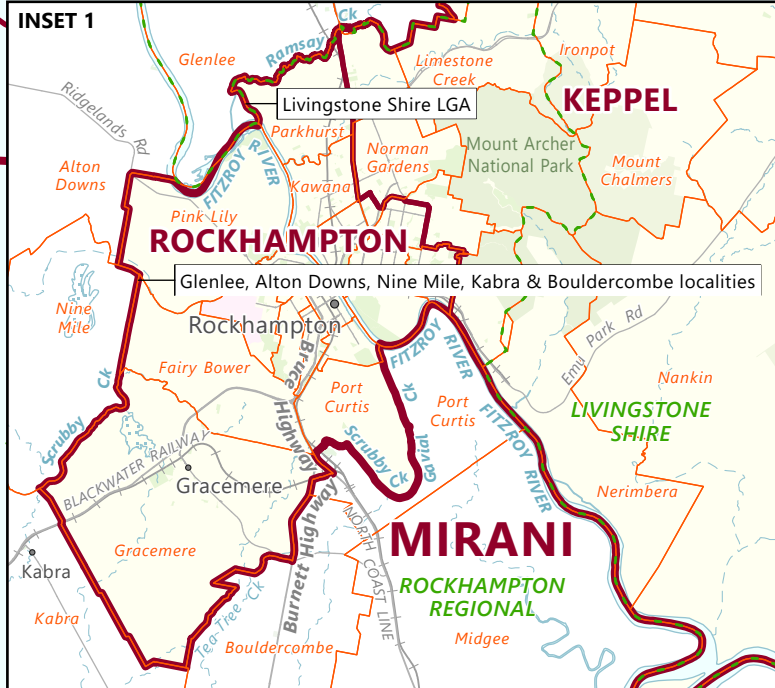 INSET 1
Glenlee
Ramsay Ck
Limestone
Creek
Ironpot
KEPPEL
Livingstone Shire LGA
Ridgelands Rd
Parkhurst
Norman
Gardens
Mount Archer
National Park
Mount
Chalmers
Alton
Downs
FITZROY RIVER
Kawana
Pink Lily
ROCKHAMPTON
Glenlee, Alton Downs, Nine Mile, Kabra & Bouldercombe localities
Nine
Mile
Rockhampton
Emu Park Rd
Fairy Bower
Bruce Highway
FITZROY RIVER
Port
Curtis
Port
Curtis
Nankin
LIVINGSTONE
SHIRE
Scrubby Ck
Scrubby Ck
Gavial Ck
FITZROY RIVER
BLACKWATER RAILWAY
Gracemere
Nerimbera
Burnett Highway
NORTH COAST LINE
MIRANI
Gracemere
Kabra
ROCKHAMPTON
REGIONAL
Kabra
Tea-Tree Ck
Bouldercombe
Midgee